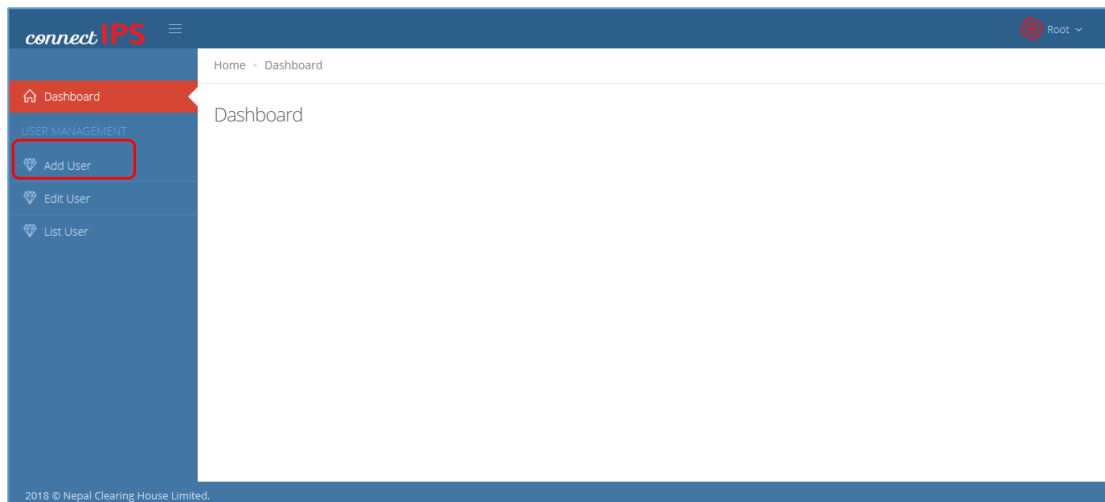 connectIPS
Root
Home • Dashboard
Dashboard
Dashboard
USER MANAGEMENT
Add User
Edit User
List User
2018 © Nepal Clearing House Limited.